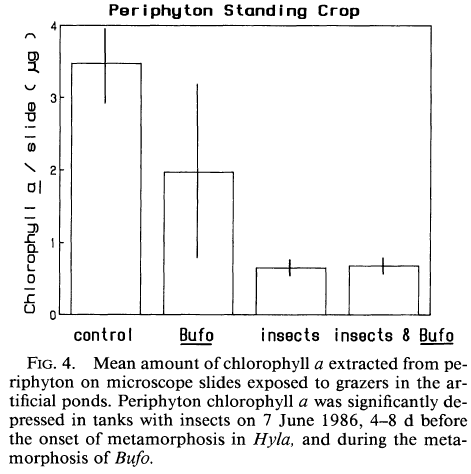 Periphyton Standing Crop
Chlorophyll a / slide ( µg )
4
3
2
1
0
control Bufo insects insects & Bufo
FIG. 4. Mean amount of chlorophyll a extracted from pe-
riphyton on microscope slides exposed to grazers in the ar-
tificial ponds. Periphyton chlorophyll a was significantly de-
pressed in tanks with insects on 7 June 1986, 4–8 d before
the onset of metamorphosis in Hyla, and during the meta-
morphosis of Bufo.